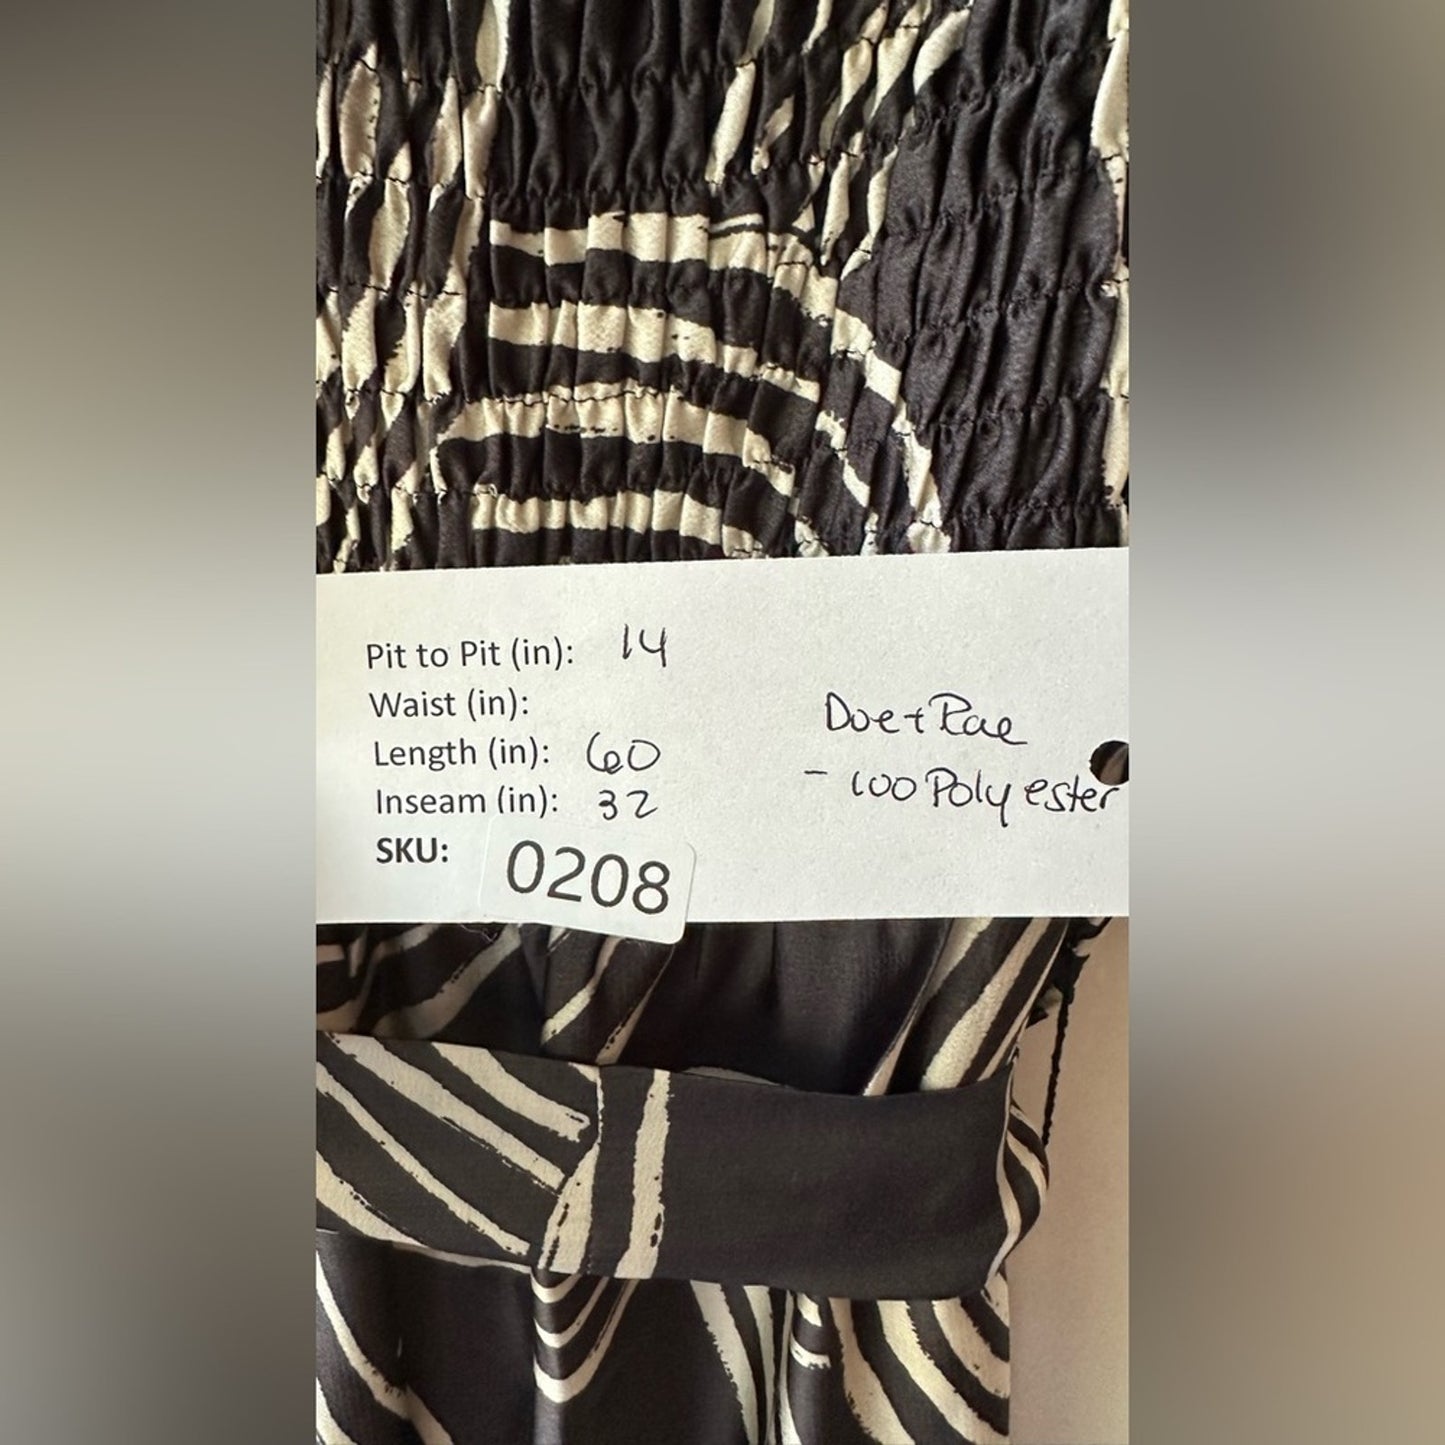 Pit to Pit (in): 14
Waist (in):
Length (in): 60
Inseam (in): 32
SKU: 0208
Doe + Rae
- 100 Polyester